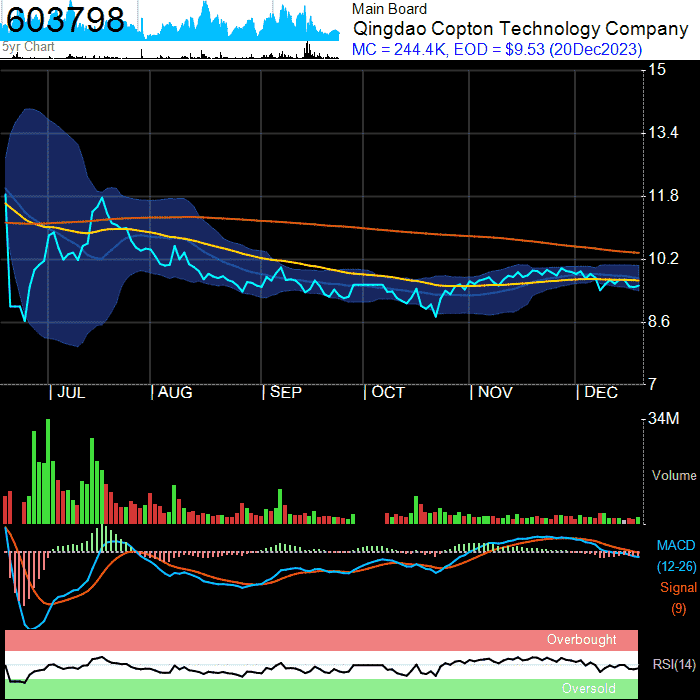 603798
5yr Chart
Main Board
Qingdao Copton Technology Company
MC = 244.4K, EOD = $9.53 (20Dec2023)
15
13.4
11.8
10.2
8.6
7
| JUL | AUG | SEP | OCT | NOV | DEC
34M
Volume
MACD
(12-26)
Signal
(9)
Overbought
RSI(14)
Oversold